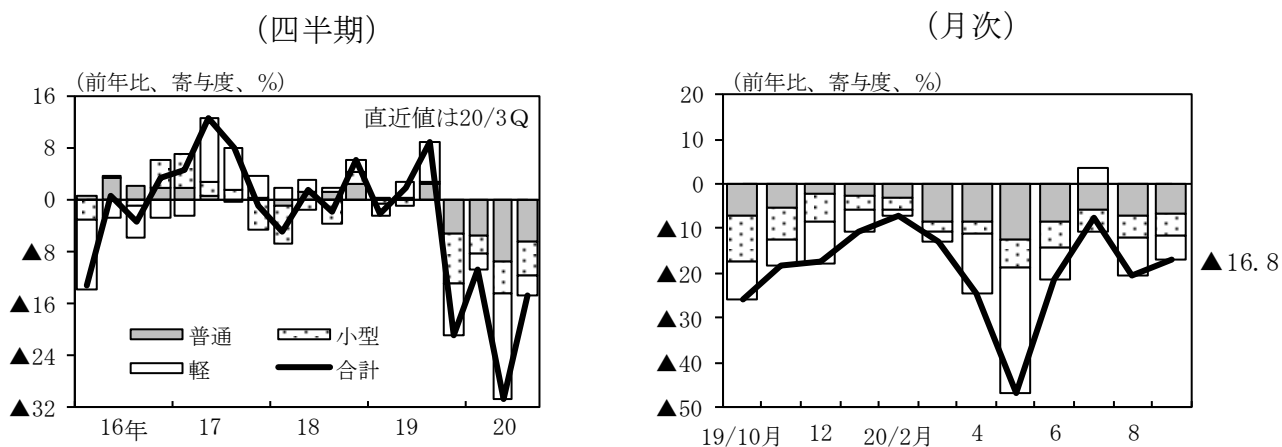 (四半期)
(前年比、寄与度、%)
直近値は20/3Q
16
8
0
▲8
▲16
▲24
▲32
普通
小型
軽
合計
16年 17 18 19 20
(月次)
(前年比、寄与度、%)
20
10
0
▲10
▲20
▲30
▲40
▲50
▲16.8
19/10月 12 20/2月 4 6 8